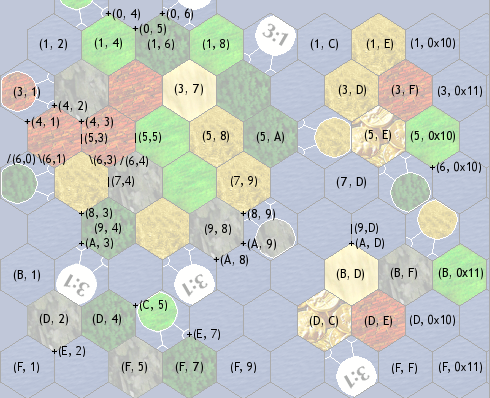 +(0, 4) +(0, 6)
+(0, 5)
3:1
(1, 2) (1, 4) (1, 6) (1, 8) (1, C) (1, E) (1, 0x10)
(3, 1) (3, 7) (3, D) (3, F) (3, 0x11)
+(4, 2)
+(4, 1) +(4, 3)
|(5,3) |(5,5) (5, 8) (5, A) (5, E) (5, 0x10)
/(6,0) \(6,1) \(6,3) /(6,4)
+(6, 0x10)
|(7,4) (7, 9) (7, D)
+(8, 3) +(8, 9)
(9, 4) (9, 8) |(9,D)
+(A, 3) +(A, 9) +(A, D)
+(A, 8)
(B, 1) 3:1 3:1 (B, D) (B, F) (B, 0x11)
+(C, 5)
(D, 2) (D, 4) (D, C) (D, E) (D, 0x10)
+(E, 7)
+(E, 2)
(F, 1) (F, 5) (F, 7) (F, 9) 3:1 (F, F) (F, 0x11)